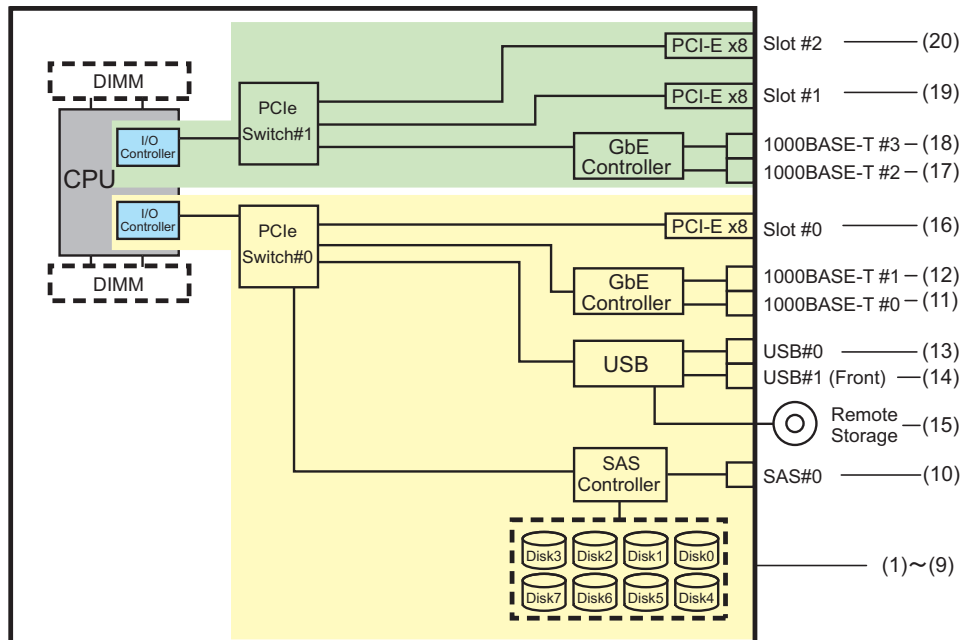 DIMM
I/O
Controller
CPU
I/O
Controller
DIMM
PCIe
Switch#1
PCI-E x8 Slot #2 (20)
PCI-E x8 Slot #1 (19)
GbE
Controller
1000BASE-T #3 (18)
1000BASE-T #2 (17)
PCIe
Switch#0
PCI-E x8 Slot #0 (16)
GbE
Controller
1000BASE-T #1 (12)
1000BASE-T #0 (11)
USB
USB#0 (13)
USB#1 (Front) (14)
Remote
Storage (15)
SAS
Controller
SAS#0 (10)
Disk3 Disk2 Disk1 Disk0
Disk7 Disk6 Disk5 Disk4
(1)～(9)